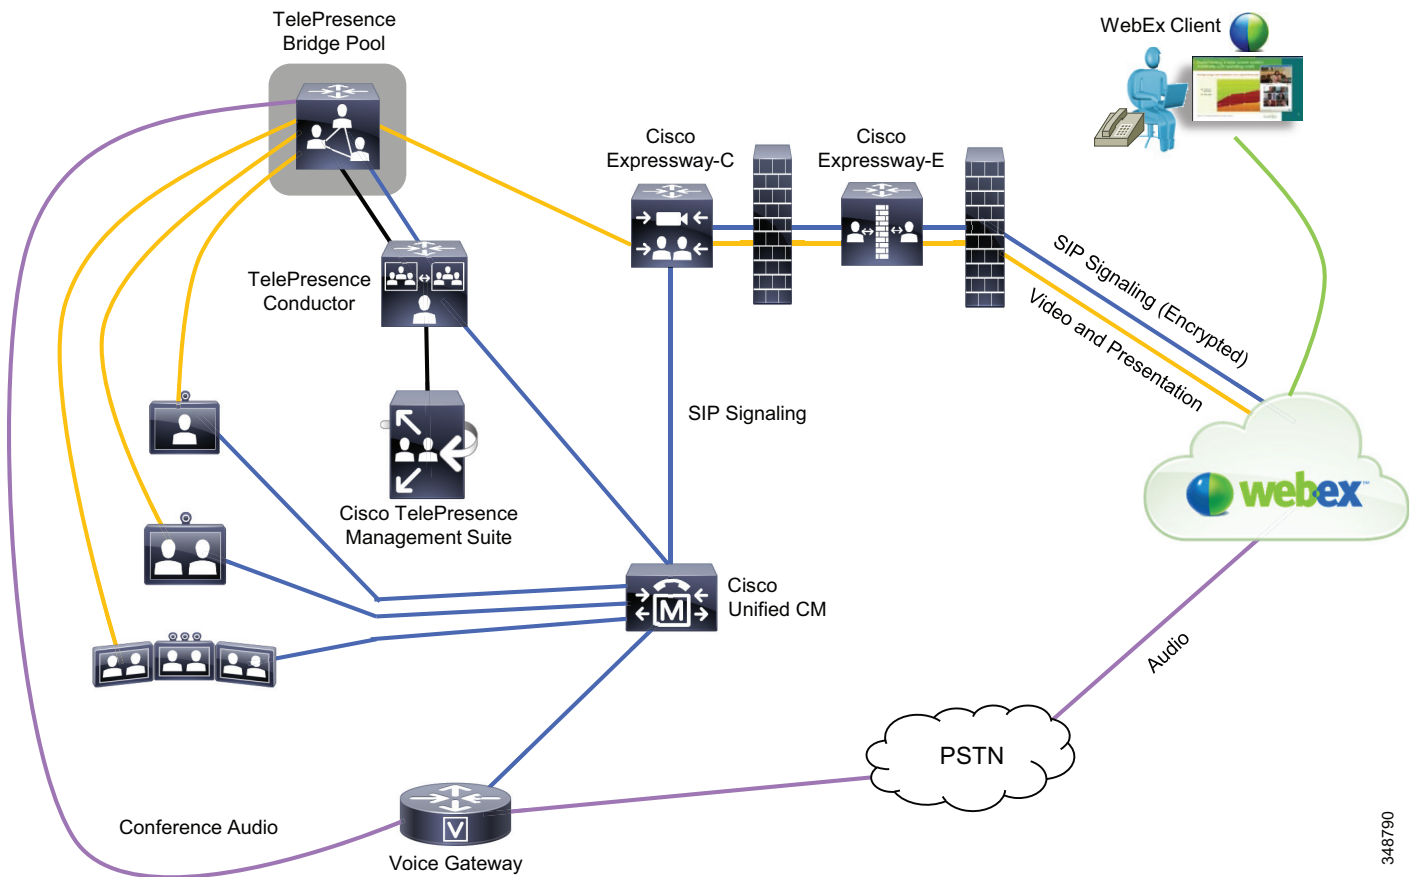 TelePresence
Bridge Pool
WebEx Client
Cisco
Expressway-C
Cisco
Expressway-E
TelePresence
Conductor
SIP Signaling (Encrypted)
Video and Presentation
SIP Signaling
webex™
Cisco TelePresence
Management Suite
Cisco
Unified CM
M
Audio
PSTN
V
Conference Audio
Voice Gateway
348790